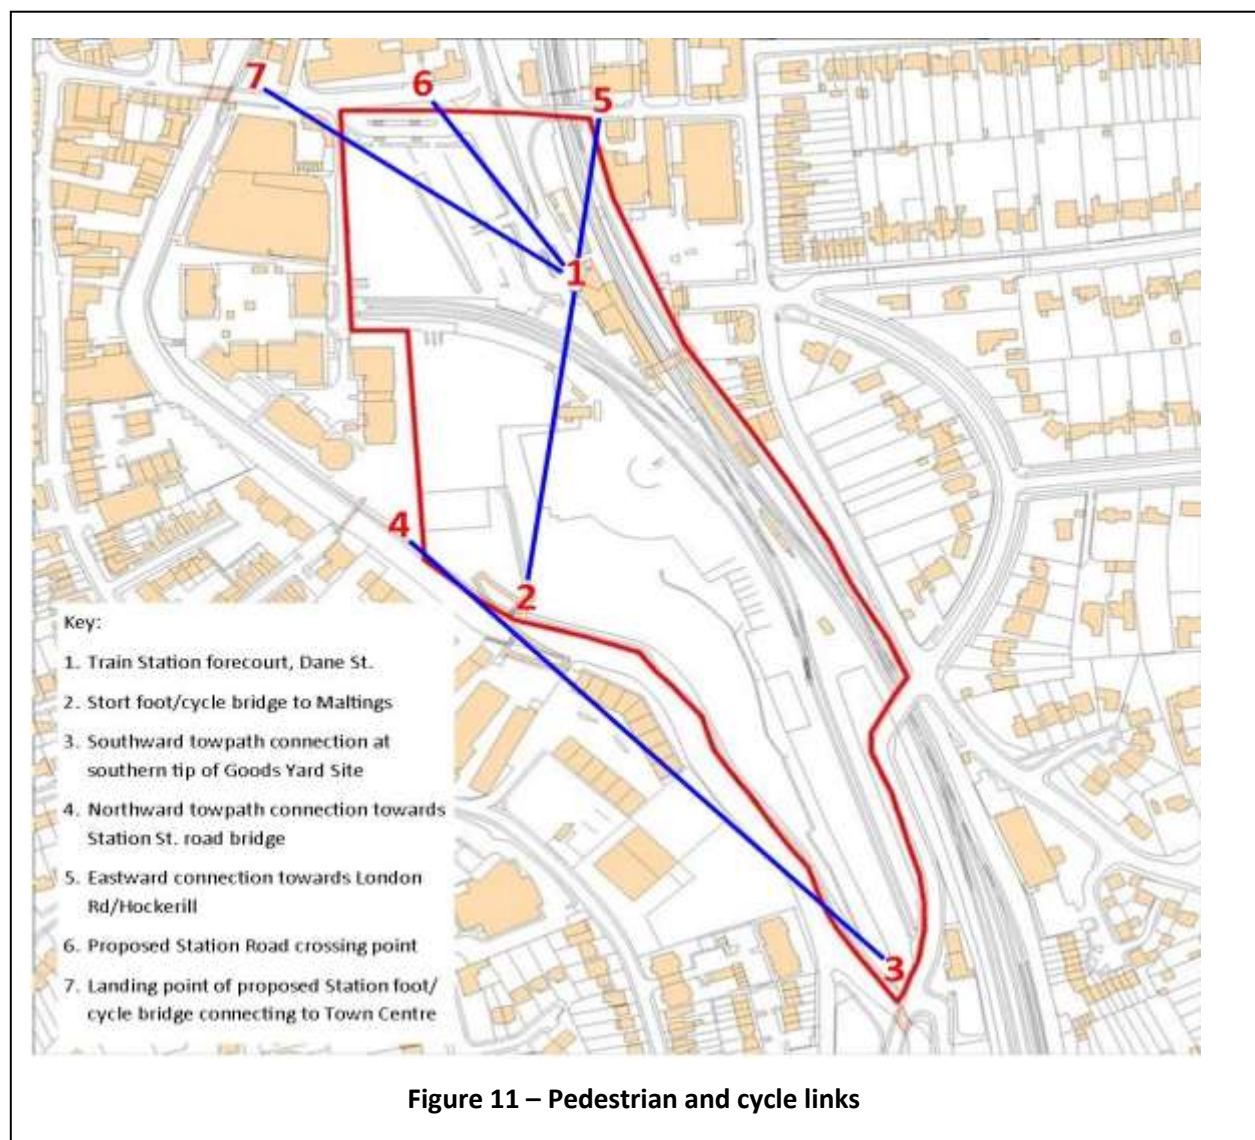 7
6
5
1
4
2
3
Key:
1. Train Station forecourt, Dane St.
2. Stort foot/cycle bridge to Maltings
3. Southward towpath connection at
southern tip of Goods Yard Site
4. Northward towpath connection towards
Station St. road bridge
5. Eastward connection towards London
Rd/Hockerill
6. Proposed Station Road crossing point
7. Landing point of proposed Station foot/
cycle bridge connecting to Town Centre
Figure 11 – Pedestrian and cycle links